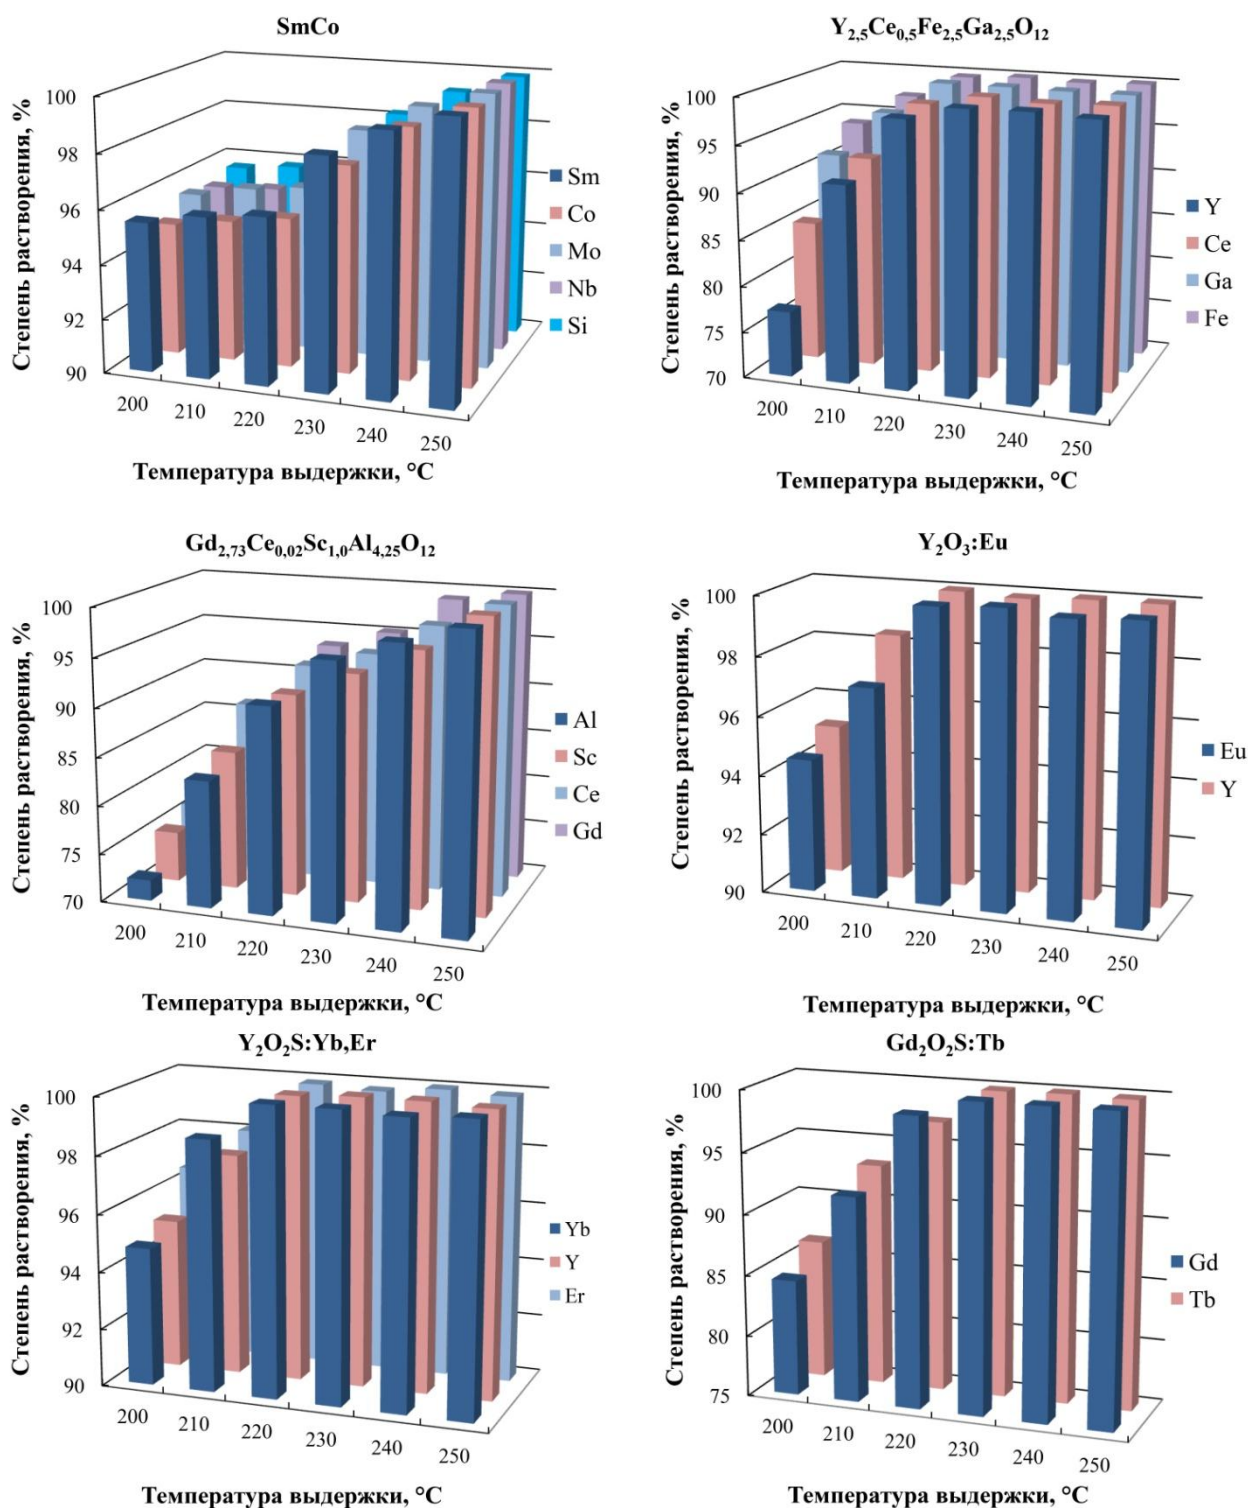 SmCo
Степень растворения, %
100
98
96
94
92
90
200 210 220 230 240 250
Температура выдержки, °C
Sm
Co
Mo
Nb
Si
Y₂,₅Ce₀,₅Fe₂,₅Ga₂,₅O₁₂
Степень растворения, %
100
95
90
85
80
75
70
200 210 220 230 240 250
Температура выдержки, °C
Y
Ce
Ga
Fe
Gd₂,₇₃Ce₀,₀₂Sc₁,₀Al₄,₂₅O₁₂
Степень растворения, %
100
95
90
85
80
75
70
200 210 220 230 240 250
Температура выдержки, °C
Al
Sc
Ce
Gd
Y₂O₃:Eu
Степень растворения, %
100
98
96
94
92
90
200 210 220 230 240 250
Температура выдержки, °C
Eu
Y
Y₂O₂S:Yb,Er
Степень растворения, %
100
98
96
94
92
90
200 210 220 230 240 250
Температура выдержки, °C
Yb
Y
Er
Gd₂O₂S:Tb
Степень растворения, %
100
95
90
85
80
75
200 210 220 230 240 250
Температура выдержки, °C
Gd
Tb